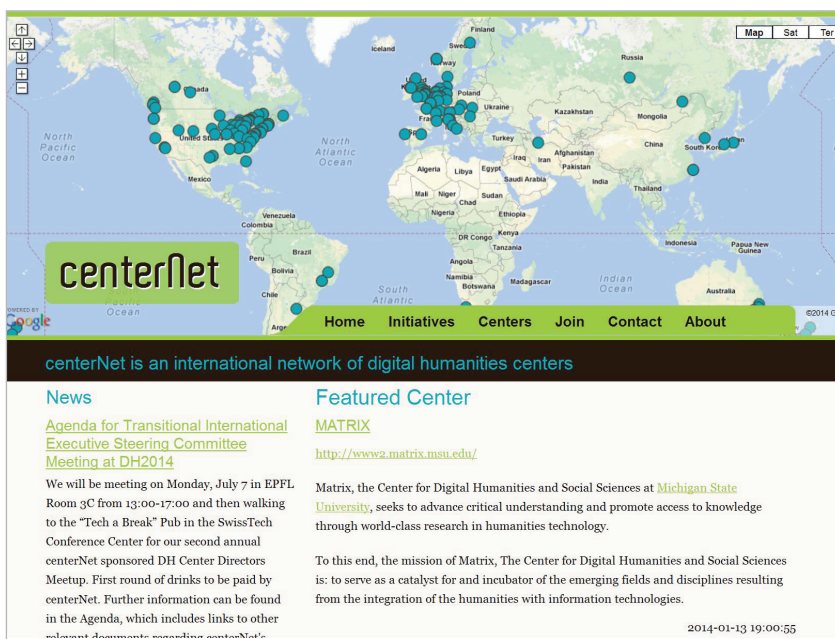 Map Sat Ter
Finland
Iceland
Russia
Poland
Ukraine
Kazakhstan
Mongolia
North
Pacific
Ocean
North
Atlantic
Ocean
Turkey
Afghanistan
China
South Kor
Iraq
Iran
Pakistan
Algeria
Libya
Egypt
Saudi Arabia
India
Mexico
Thailand
Mali
Niger
Chad
Sudan
Nigeria
Ethiopia
Venezuela
Colombia
DR Congo
Kenya
Tanzania
Indonesia
Papua New
Guinea
centerNet
Peru
Brazil
Bolivia
Angola
Namibia
Botswana
Madagascar
Indian
Ocean
Chile
South
Atlantic
Australia
Ocean
Google
©2014 G
Home Initiatives Centers Join Contact About
centerNet is an international network of digital humanities centers
News
Agenda for Transitional International
Executive Steering Committee
Meeting at DH2014
We will be meeting on Monday, July 7 in EPFL
Room 3C from 13:00-17:00 and then walking
to the “Tech a Break” Pub in the SwissTech
Conference Center for our second annual
centerNet sponsored DH Center Directors
Meetup. First round of drinks to be paid by
centerNet. Further information can be found
in the Agenda, which includes links to other
relevant documents regarding centerNet's
Featured Center
MATRIX
http://www2.matrix.msu.edu/
Matrix, the Center for Digital Humanities and Social Sciences at Michigan State
University, seeks to advance critical understanding and promote access to knowledge
through world-class research in humanities technology.
To this end, the mission of Matrix, The Center for Digital Humanities and Social Sciences
is: to serve as a catalyst for and incubator of the emerging fields and disciplines resulting
from the integration of the humanities with information technologies.
2014-01-13 19:00:55